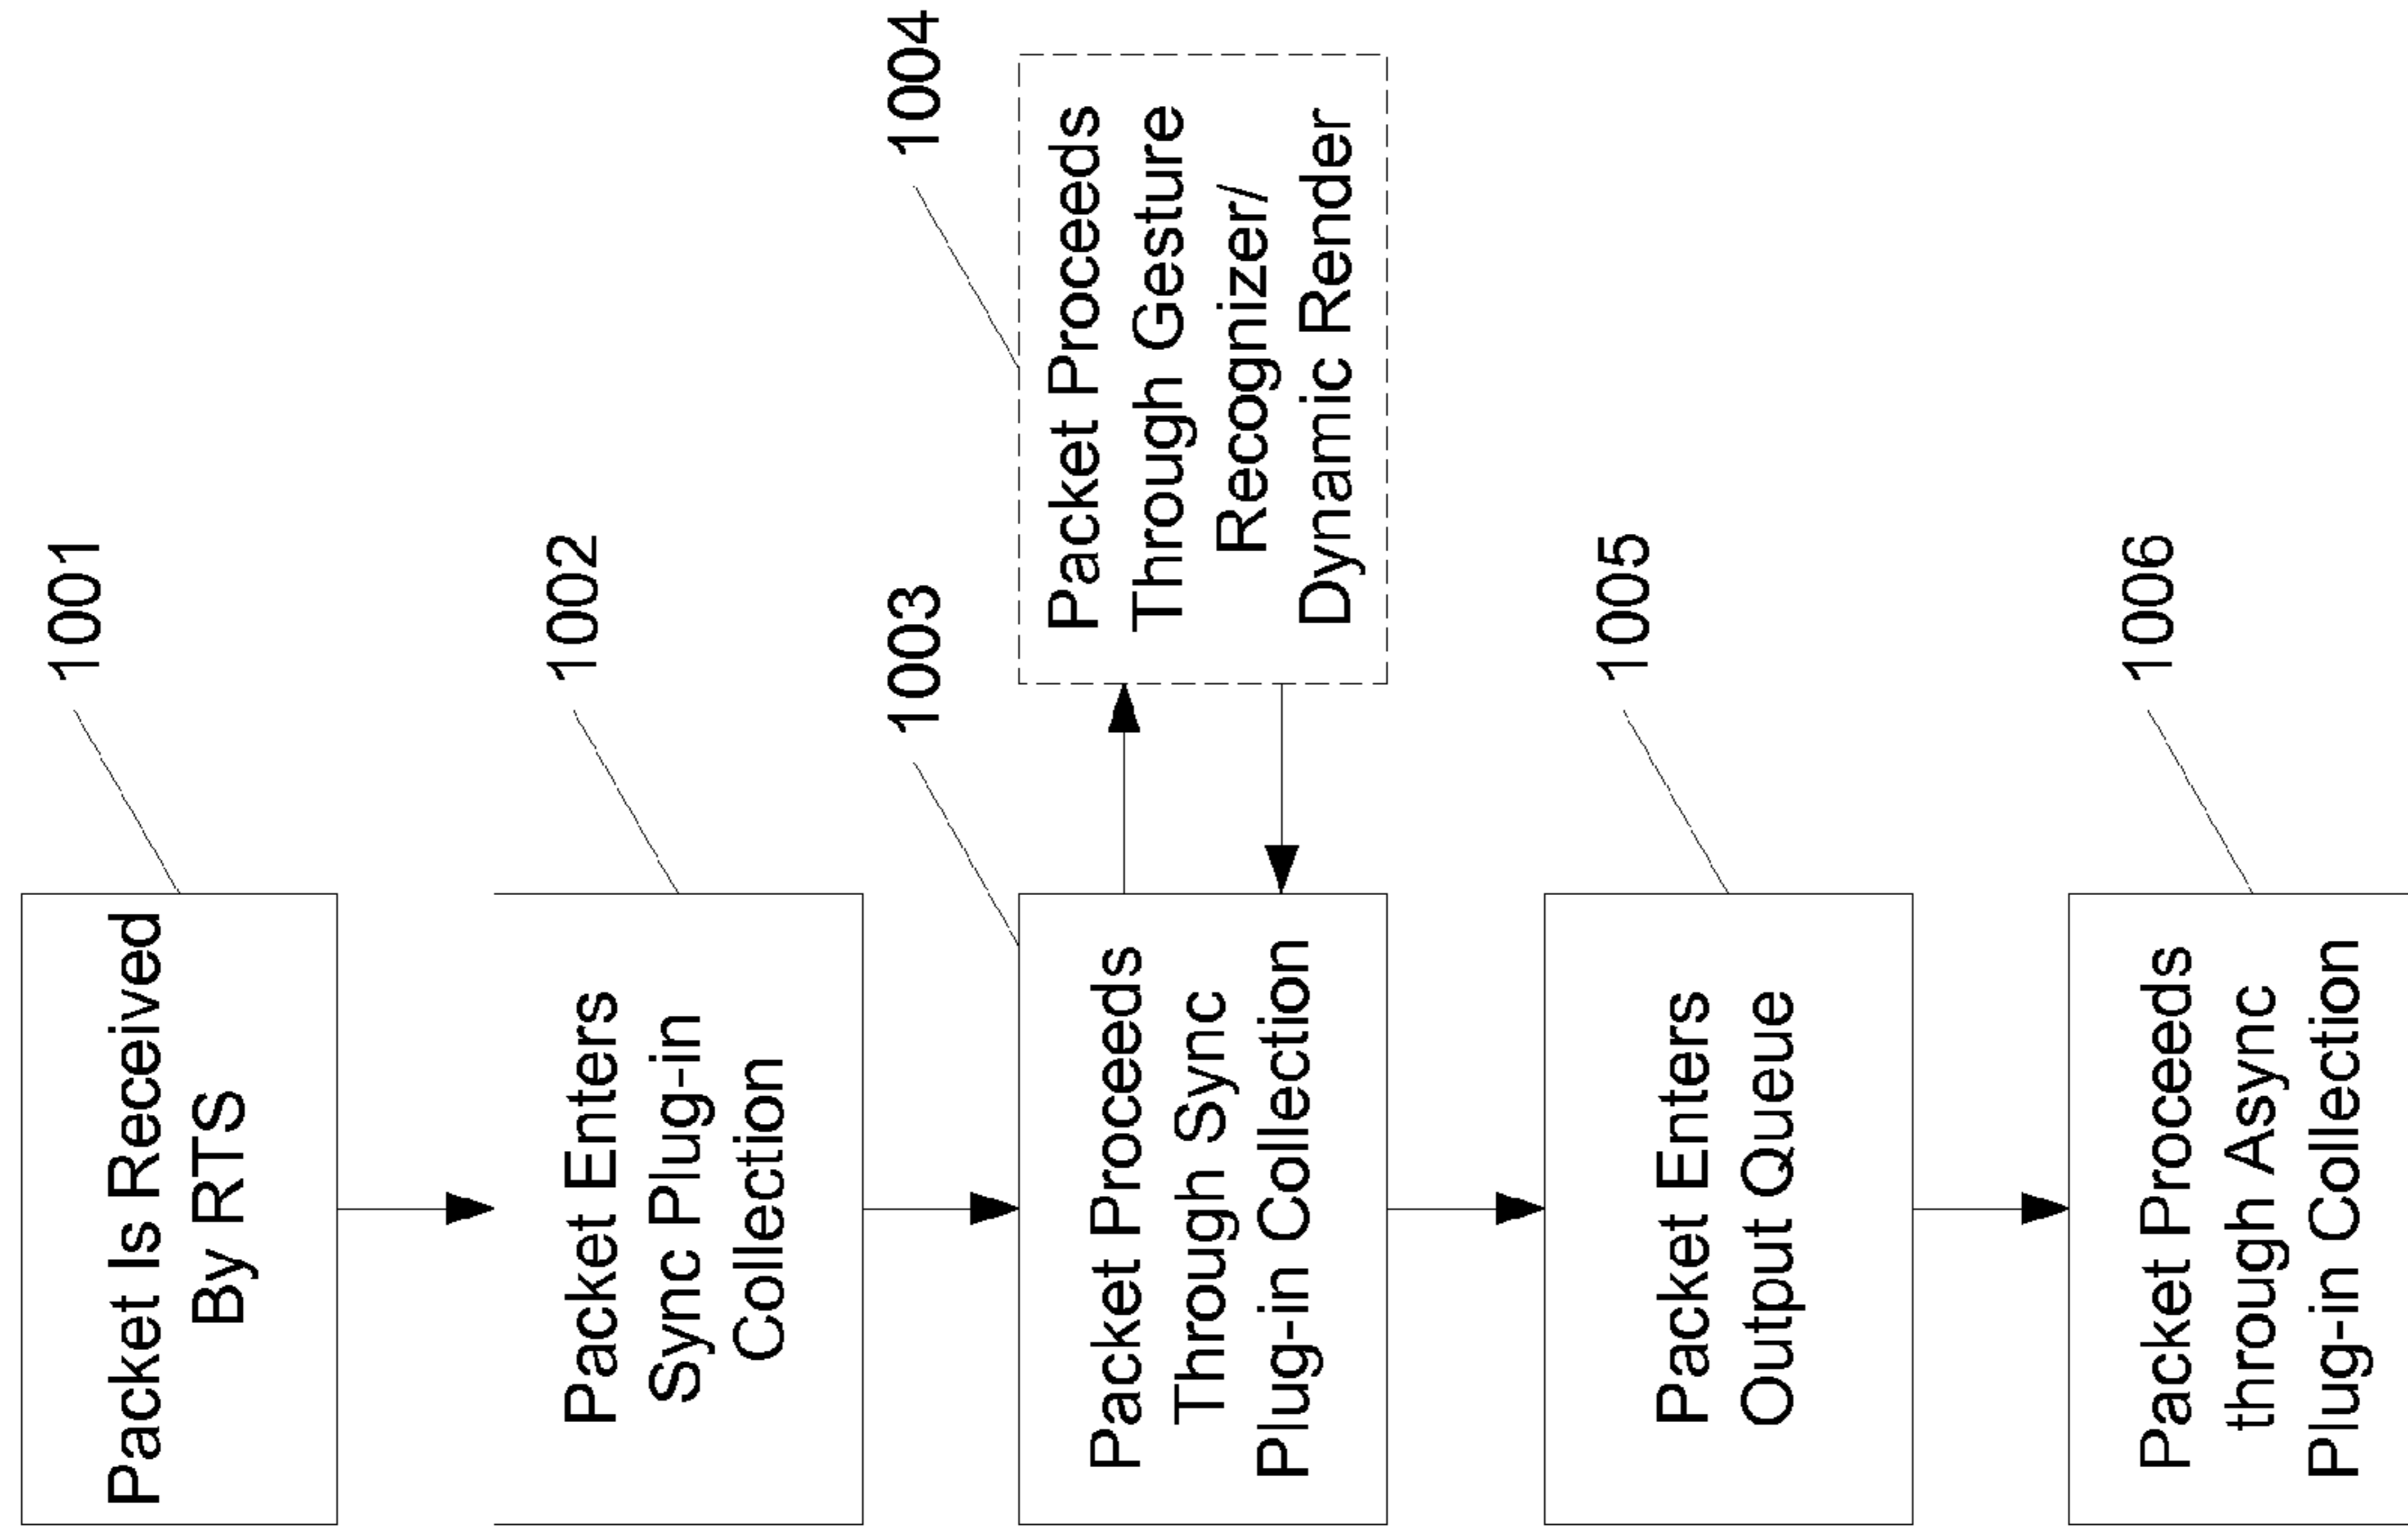 1001
Packet Is Received
By RTS
1002
Packet Enters
Sync Plug-in
Collection
1003
Packet Proceeds
Through Sync
Plug-in Collection
1004
Packet Proceeds
Through Gesture
Recognizer/
Dynamic Render
1005
Packet Enters
Output Queue
1006
Packet Proceeds
through Async
Plug-in Collection